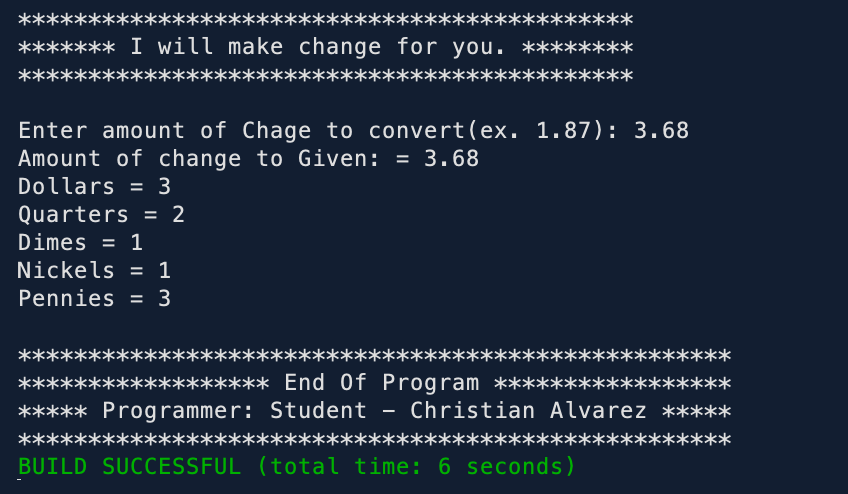 ********************************************
******* I will make change for you. ********
********************************************
Enter amount of Chage to convert(ex. 1.87): 3.68
Amount of change to Given: = 3.68
Dollars = 3
Quarters = 2
Dimes = 1
Nickels = 1
Pennies = 3
***************************************************
****************** End Of Program *****************
***** Programmer: Student – Christian Alvarez *****
***************************************************
BUILD SUCCESSFUL (total time: 6 seconds)